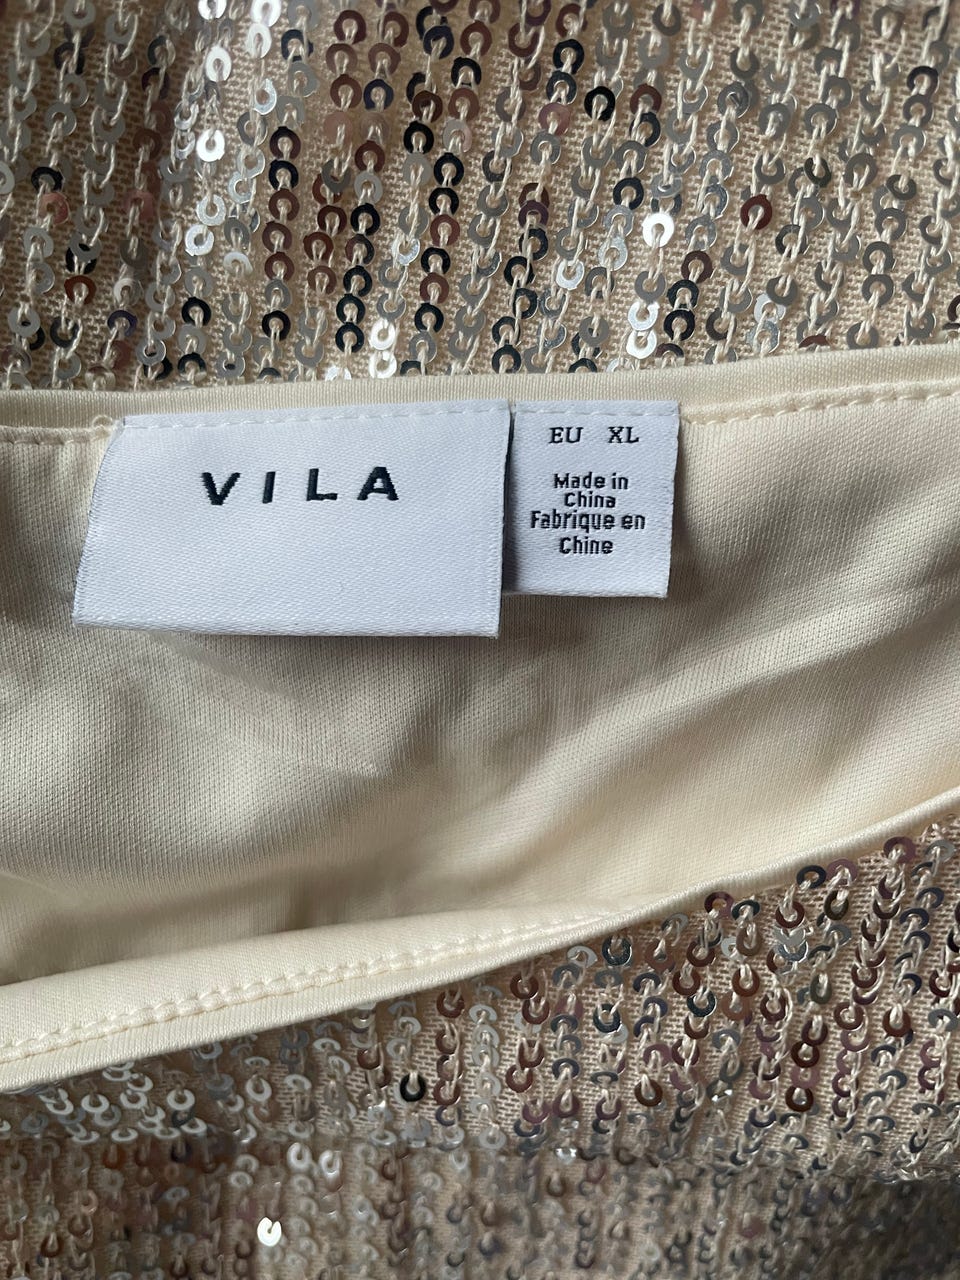 VILA
EU XL
Made in
China
Fabrique en
Chine